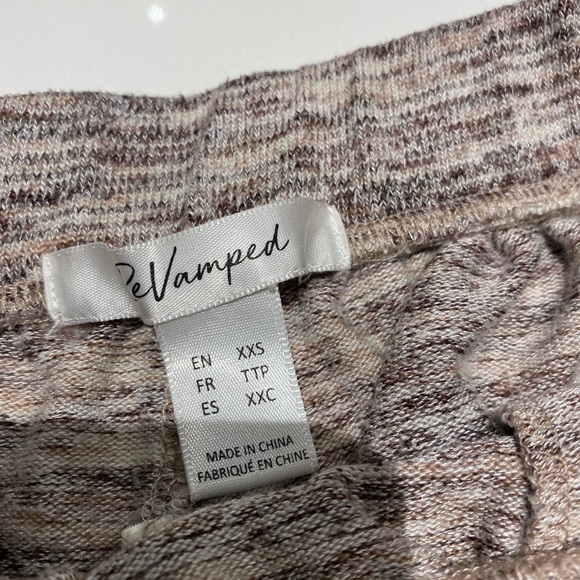 ReVamped
EN XXS
FR TTP
ES XXC
MADE IN CHINA
FABRIQUÉ EN CHINE